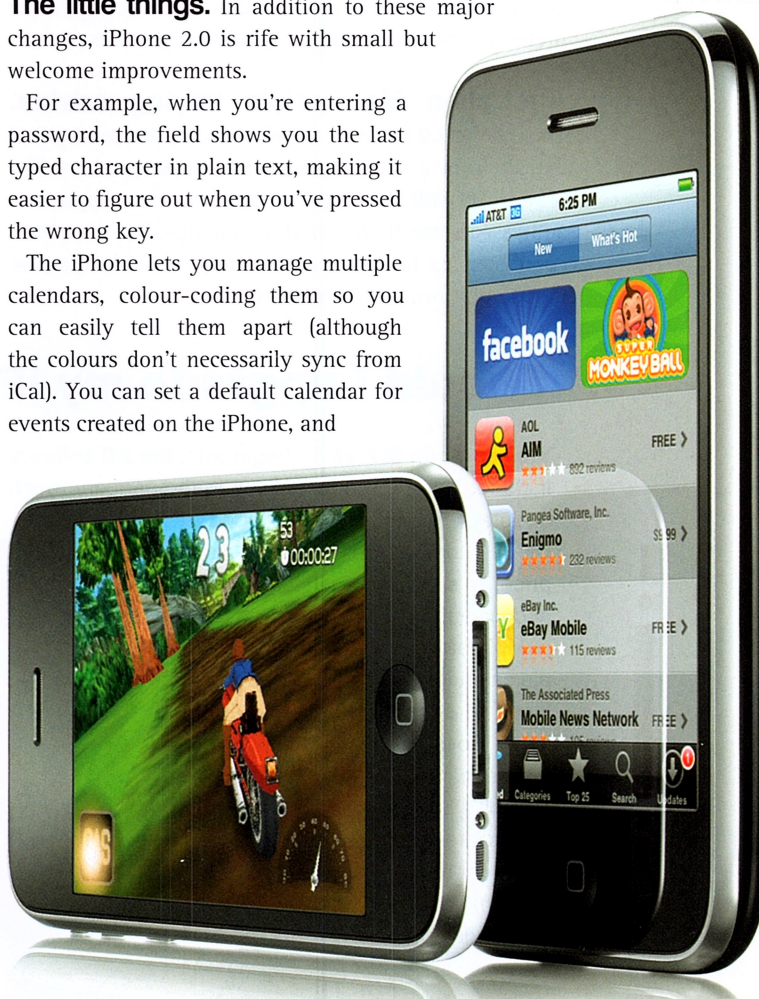 The little things. In addition to these major
changes, iPhone 2.0 is rife with small but
welcome improvements.
For example, when you're entering a
password, the field shows you the last
typed character in plain text, making it
easier to figure out when you've pressed
the wrong key.
The iPhone lets you manage multiple
calendars, colour-coding them so you
can easily tell them apart (although
the colours don't necessarily sync from
iCal). You can set a default calendar for
events created on the iPhone, and
AT&T 3G 6:25 PM
New What's Hot
facebook SUPER
MONKEY BALL
AOL
AIM FREE
892 reviews
Pangea Software, Inc.
Enigmo
232 reviews
eBay Inc.
eBay Mobile FREE
115 reviews
The Associated Press
Mobile News Network FREE
Categories Top 25 Search Updates
1
23 53
00:00:27